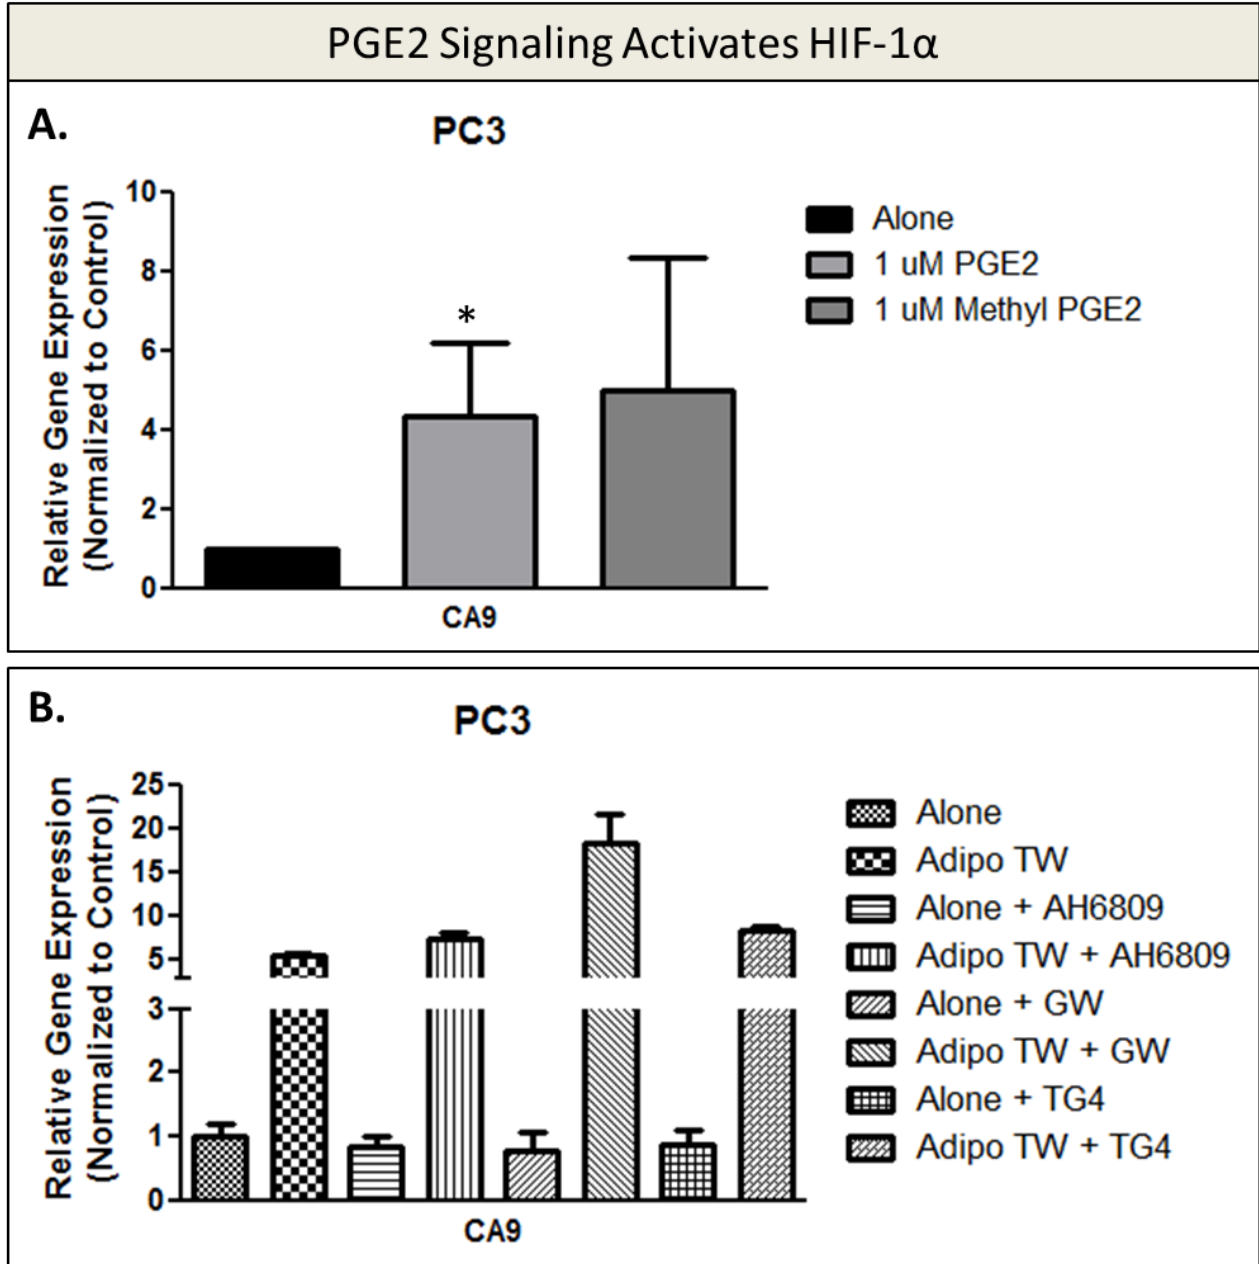 PGE2 Signaling Activates HIF-1α
A.
PC3
Relative Gene Expression
(Normalized to Control)
10
8
6
4
2
0
*
CA9
Alone
1 uM PGE2
1 uM Methyl PGE2
B.
PC3
Relative Gene Expression
(Normalized to Control)
25
20
15
10
5
3
2
1
0
CA9
Alone
Adipo TW
Alone + AH6809
Adipo TW + AH6809
Alone + GW
Adipo TW + GW
Alone + TG4
Adipo TW + TG4